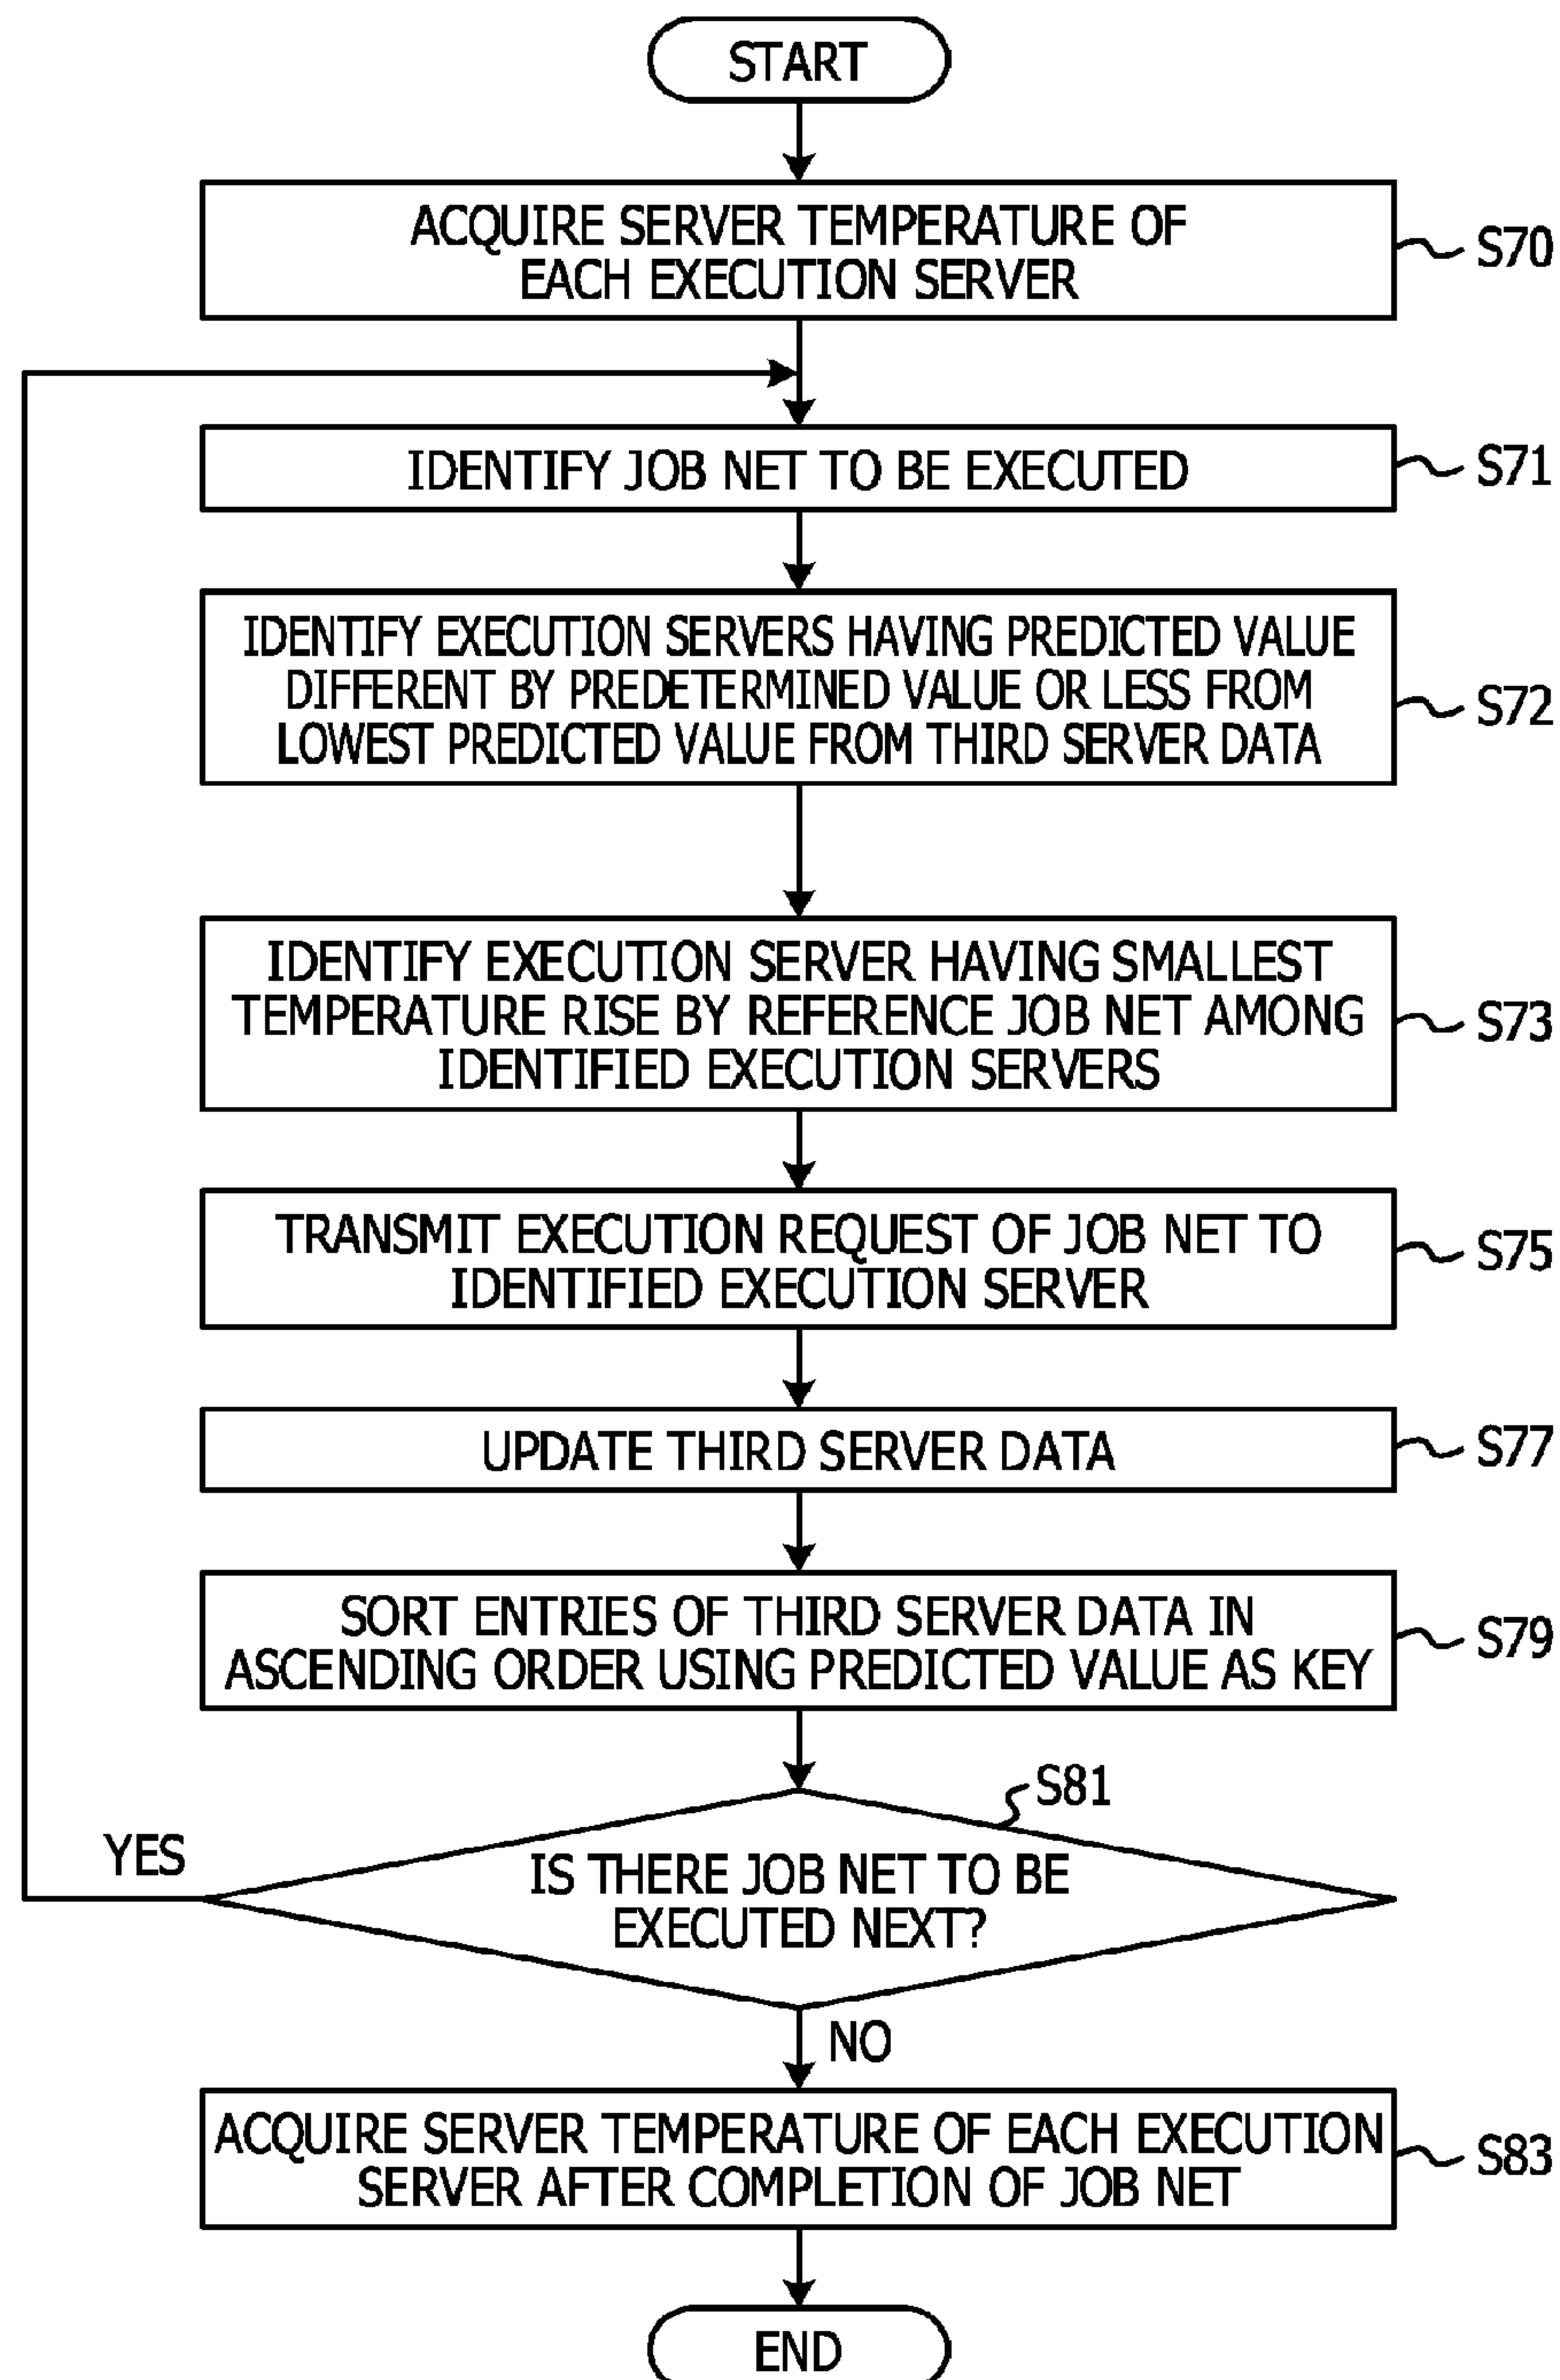 START
ACQUIRE SERVER TEMPERATURE OF
EACH EXECUTION SERVER
S70
IDENTIFY JOB NET TO BE EXECUTED
S71
IDENTIFY EXECUTION SERVERS HAVING PREDICTED VALUE
DIFFERENT BY PREDETERMINED VALUE OR LESS FROM
LOWEST PREDICTED VALUE FROM THIRD SERVER DATA
S72
IDENTIFY EXECUTION SERVER HAVING SMALLEST
TEMPERATURE RISE BY REFERENCE JOB NET AMONG
IDENTIFIED EXECUTION SERVERS
S73
TRANSMIT EXECUTION REQUEST OF JOB NET TO
IDENTIFIED EXECUTION SERVER
S75
UPDATE THIRD SERVER DATA
S77
SORT ENTRIES OF THIRD SERVER DATA IN
ASCENDING ORDER USING PREDICTED VALUE AS KEY
S79
S81
YES
IS THERE JOB NET TO BE
EXECUTED NEXT?
NO
ACQUIRE SERVER TEMPERATURE OF EACH EXECUTION
SERVER AFTER COMPLETION OF JOB NET
S83
END